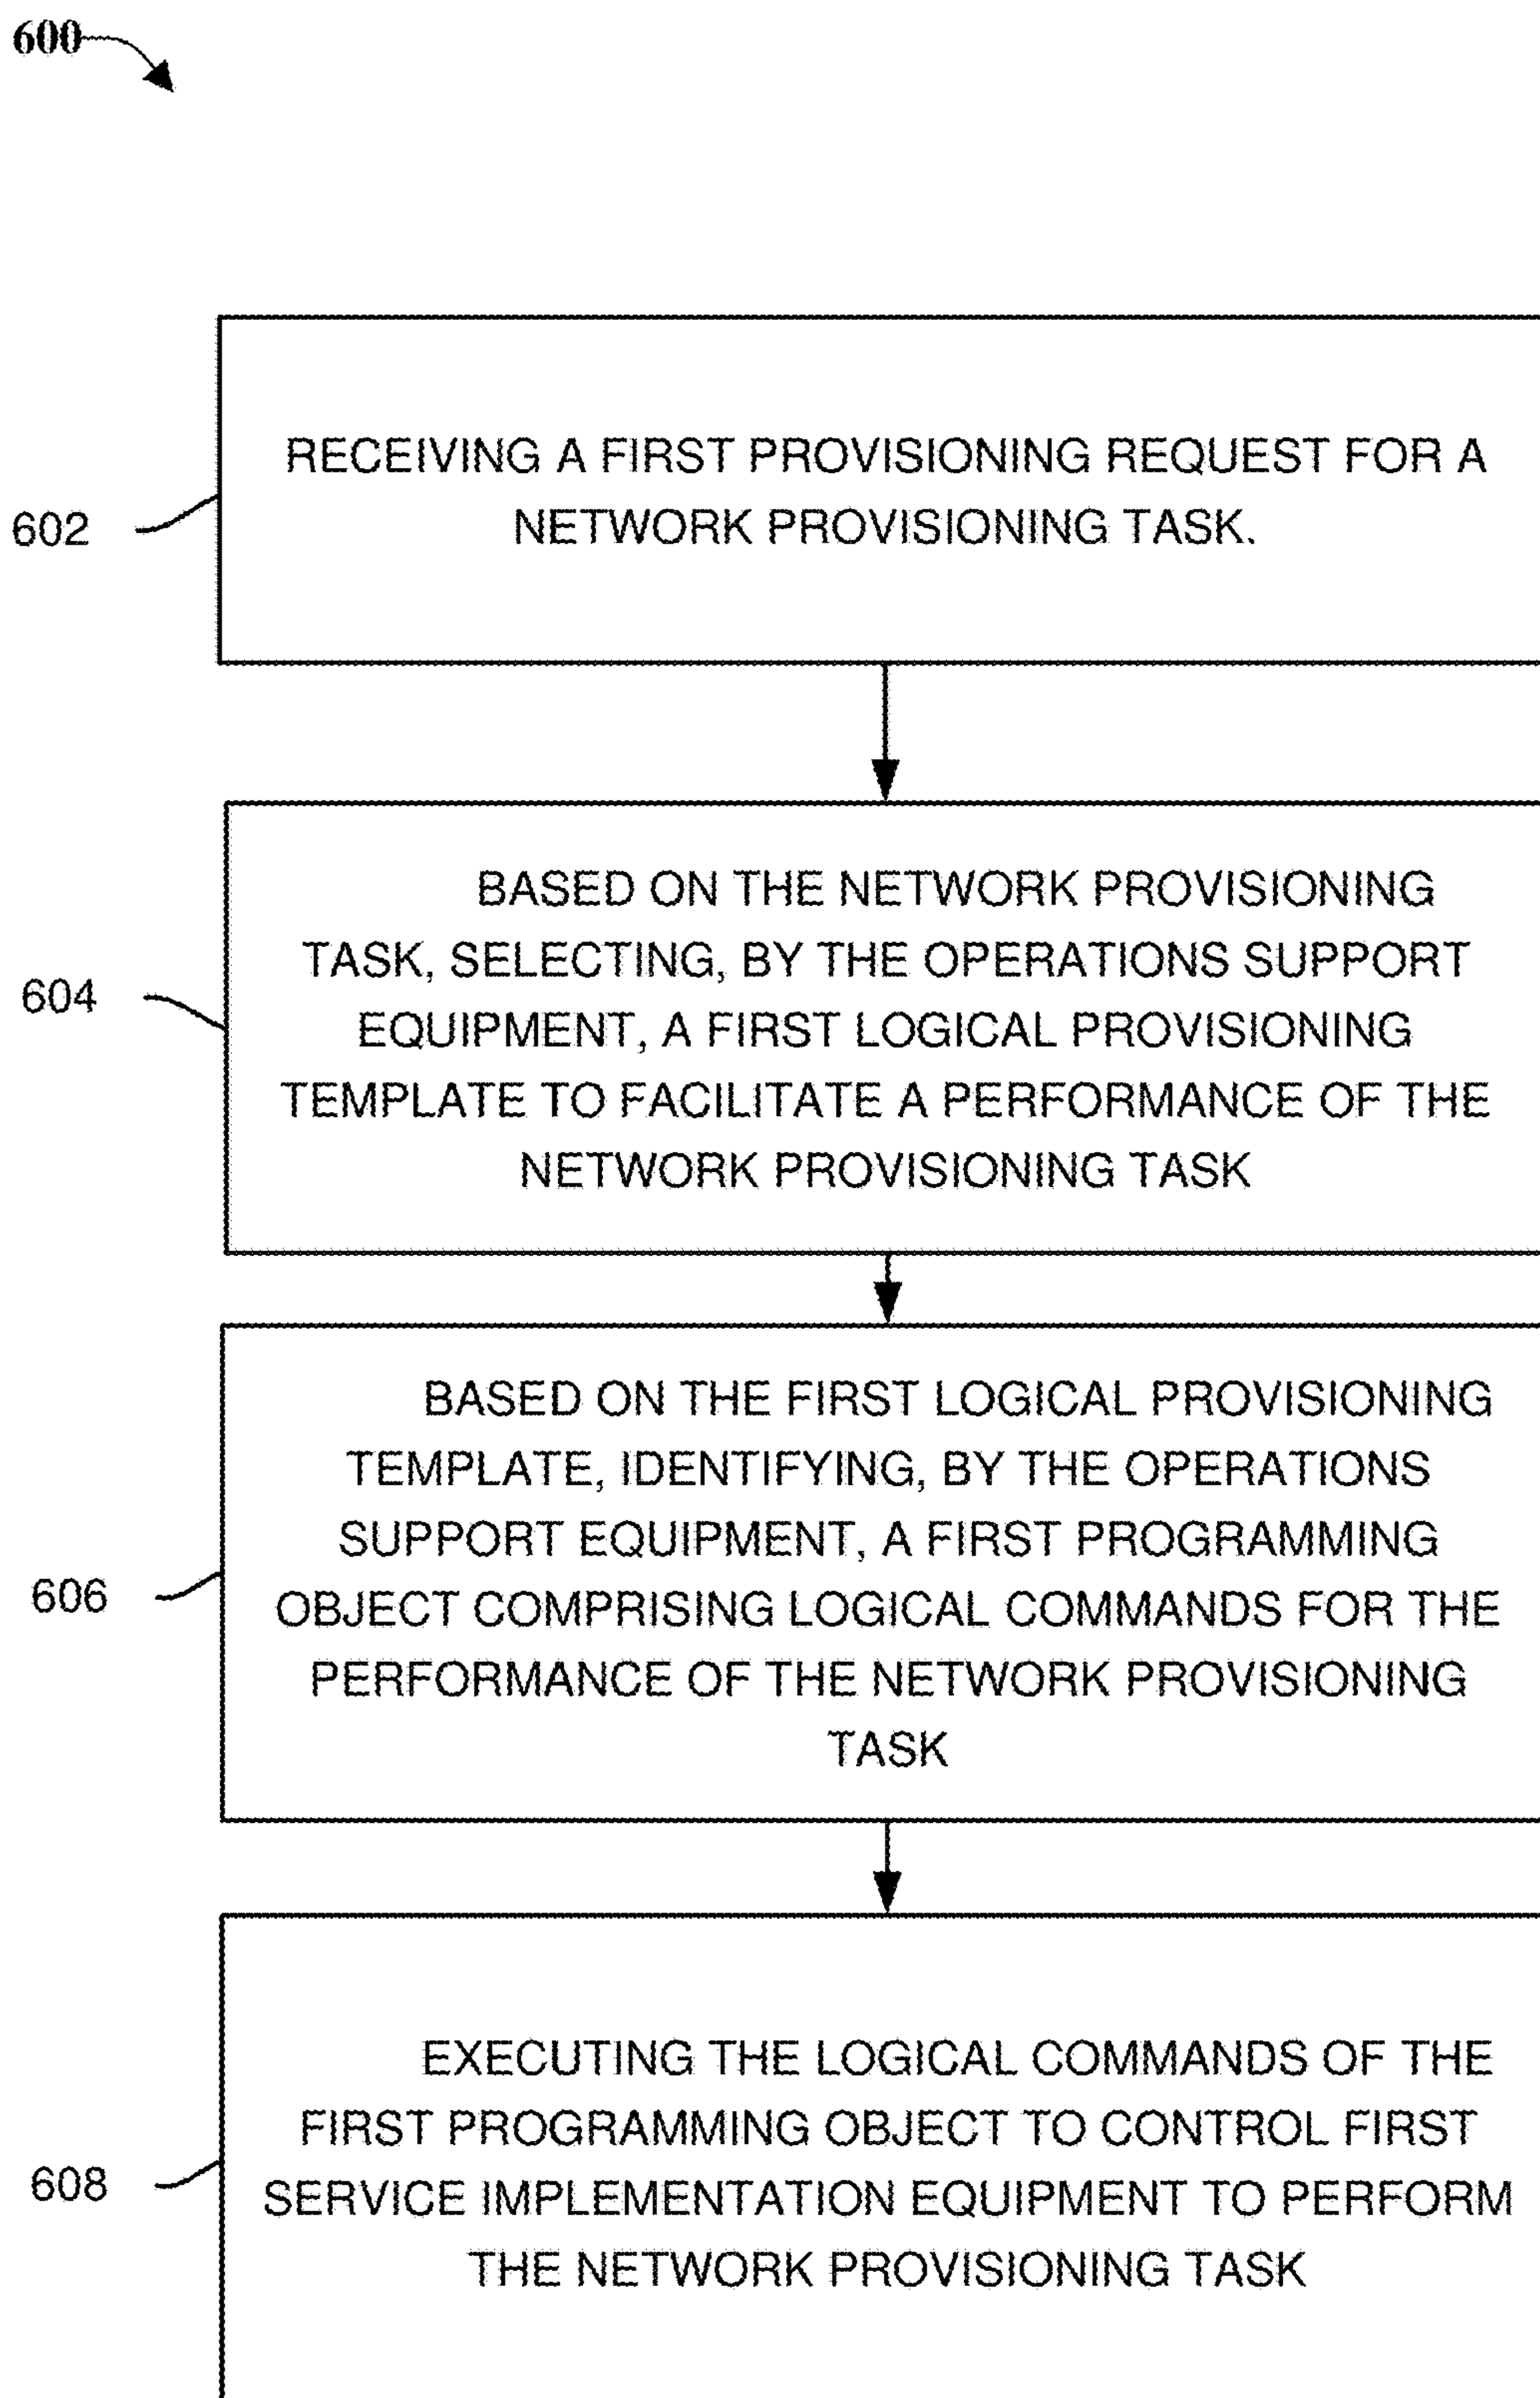 600
RECEIVING A FIRST PROVISIONING REQUEST FOR A
NETWORK PROVISIONING TASK.
602
BASED ON THE NETWORK PROVISIONING
TASK, SELECTING, BY THE OPERATIONS SUPPORT
EQUIPMENT, A FIRST LOGICAL PROVISIONING
TEMPLATE TO FACILITATE A PERFORMANCE OF THE
NETWORK PROVISIONING TASK
604
BASED ON THE FIRST LOGICAL PROVISIONING
TEMPLATE, IDENTIFYING, BY THE OPERATIONS
SUPPORT EQUIPMENT, A FIRST PROGRAMMING
OBJECT COMPRISING LOGICAL COMMANDS FOR THE
PERFORMANCE OF THE NETWORK PROVISIONING
TASK
606
EXECUTING THE LOGICAL COMMANDS OF THE
FIRST PROGRAMMING OBJECT TO CONTROL FIRST
SERVICE IMPLEMENTATION EQUIPMENT TO PERFORM
THE NETWORK PROVISIONING TASK
608